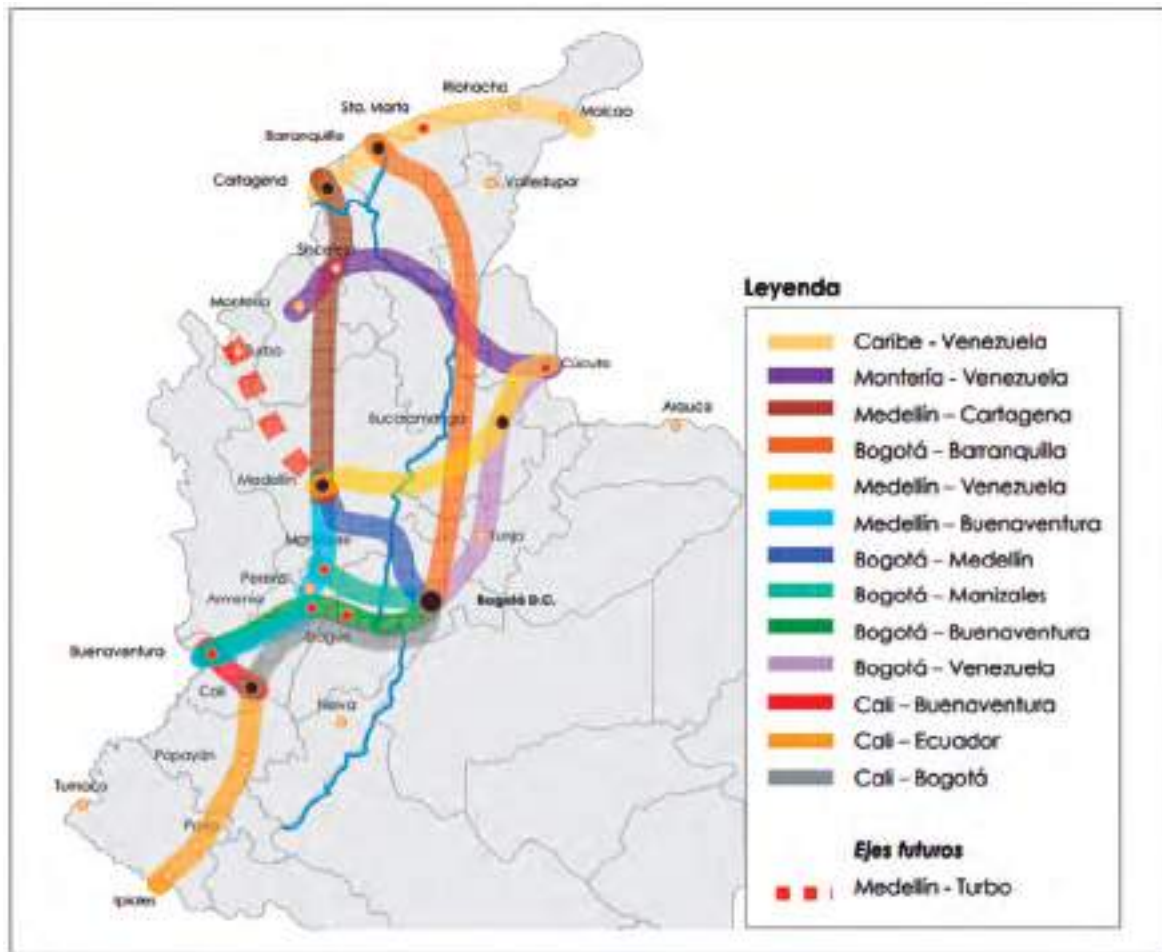 Riohacha
Sta. Marta
Maicao
Barranquilla
Cartagena
Valledupar
Sincelejo
Montería
Turbo
Cúcuta
Bucaramanga
Arauca
Medellín
Manizales
Tunja
Pereira
Armenia
Bogotá D.C.
Ibagué
Buenaventura
Cali
Neiva
Popayán
Tumaco
Pasto
Ipiales
Leyenda
Caribe - Venezuela
Montería - Venezuela
Medellín – Cartagena
Bogotá – Barranquilla
Medellín – Venezuela
Medellín – Buenaventura
Bogotá – Medellín
Bogotá – Manizales
Bogotá – Buenaventura
Bogotá – Venezuela
Cali – Buenaventura
Cali – Ecuador
Cali – Bogotá
Ejes futuros
Medellín - Turbo